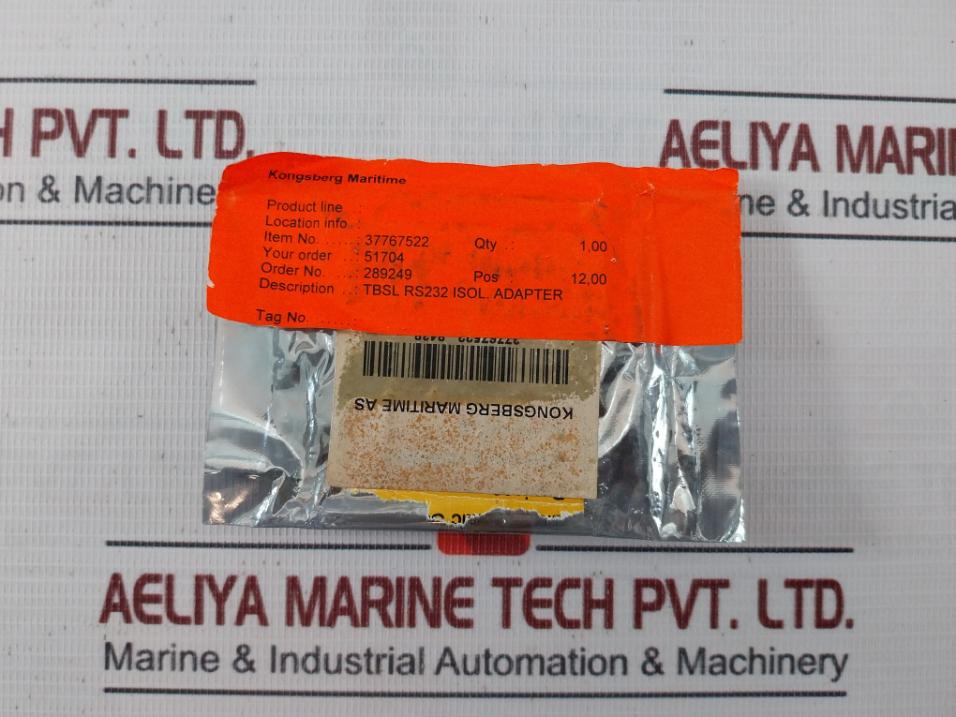 H PVT. LTD.
on & Machine
AELIYA MARI
ne & Industria
Kongsberg Maritime
Product line :
Location info :
Item No. ......: 37767522 Qty .: 1,00
Your order ..: 51704
Order No. ...: 289249 Pos : 12,00
Description ..: TBSL RS232 ISOL. ADAPTER
Tag No. ......:
37767522
KONGSBERG MARITIME AS
AELIYA MARINE TECH PVT. LTD.
Marine & Industrial Automation & Machinery